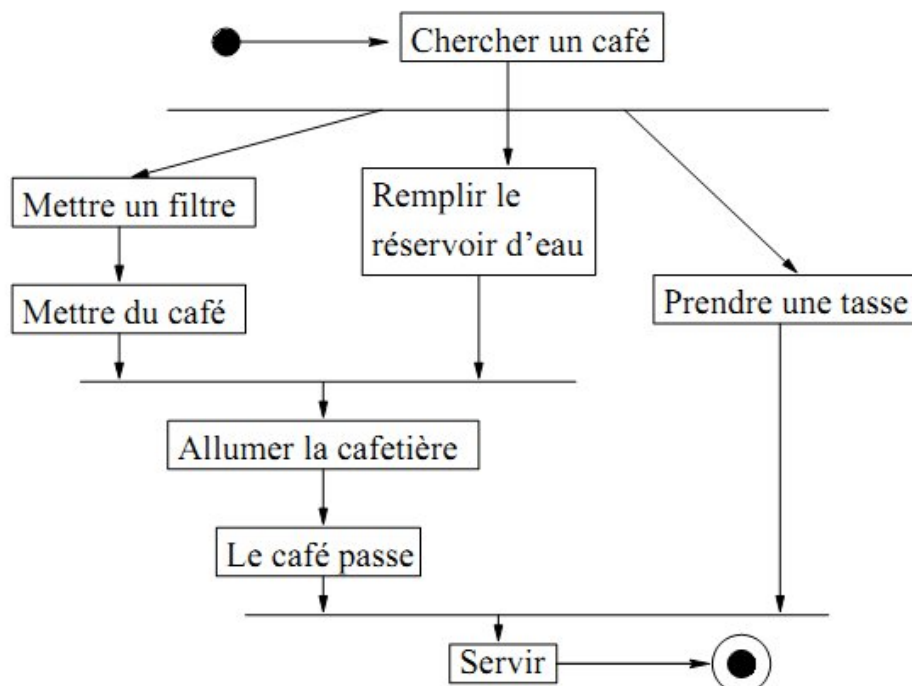 Chercher un café
Mettre un filtre
Remplir le
réservoir d’eau
Mettre du café
Prendre une tasse
Allumer la cafetière
Le café passe
Servir